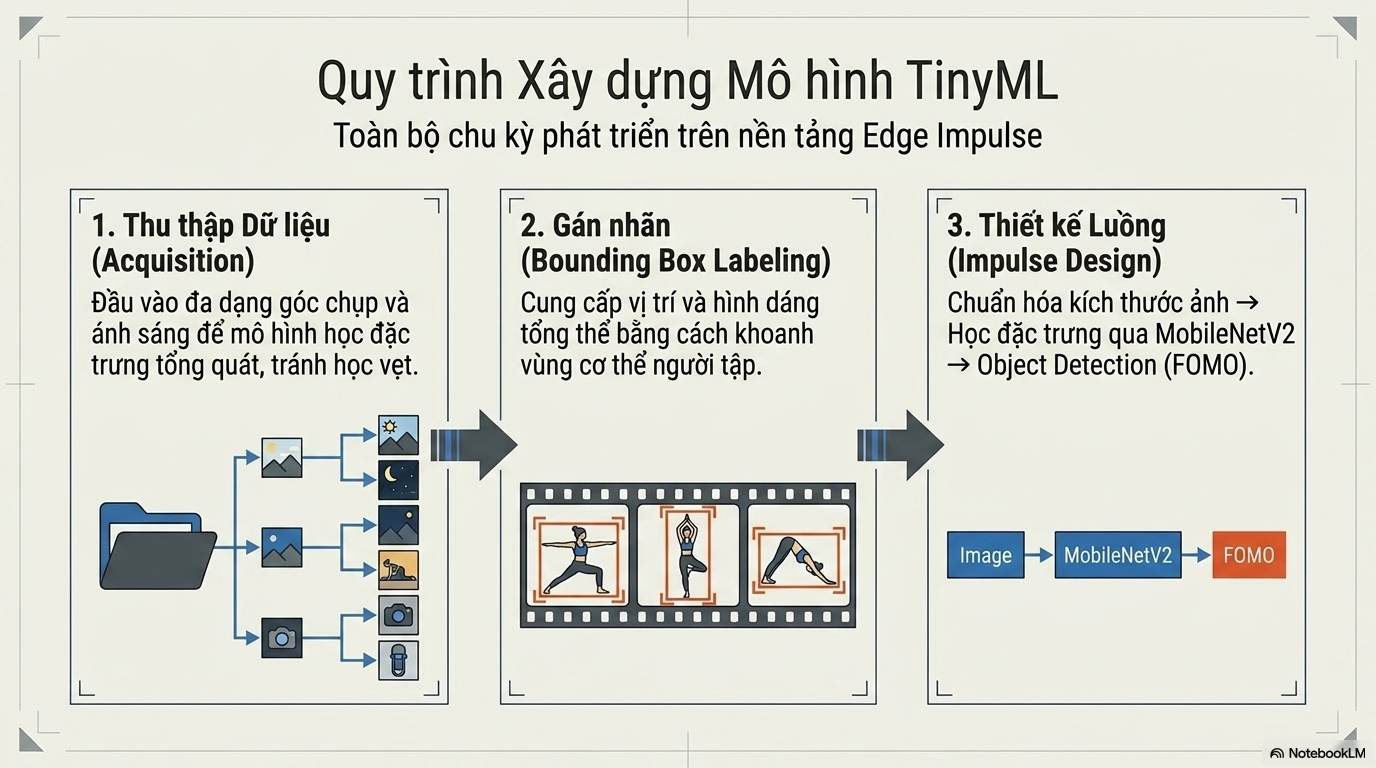 Quy trình Xây dựng Mô hình TinyML
Toàn bộ chu kỳ phát triển trên nền tảng Edge Impulse
1. Thu thập Dữ liệu
(Acquisition)
Đầu vào đa dạng góc chụp và
ánh sáng để mô hình học đặc
trưng tổng quát, tránh học vẹt.
2. Gán nhãn
(Bounding Box Labeling)
Cung cấp vị trí và hình dáng
tổng thể bằng cách khoanh
vùng cơ thể người tập.
3. Thiết kế Luồng
(Impulse Design)
Chuẩn hóa kích thước ảnh →
Học đặc trưng qua MobileNetV2
→ Object Detection (FOMO).
Image
MobileNetV2
FOMO
NotebookLM